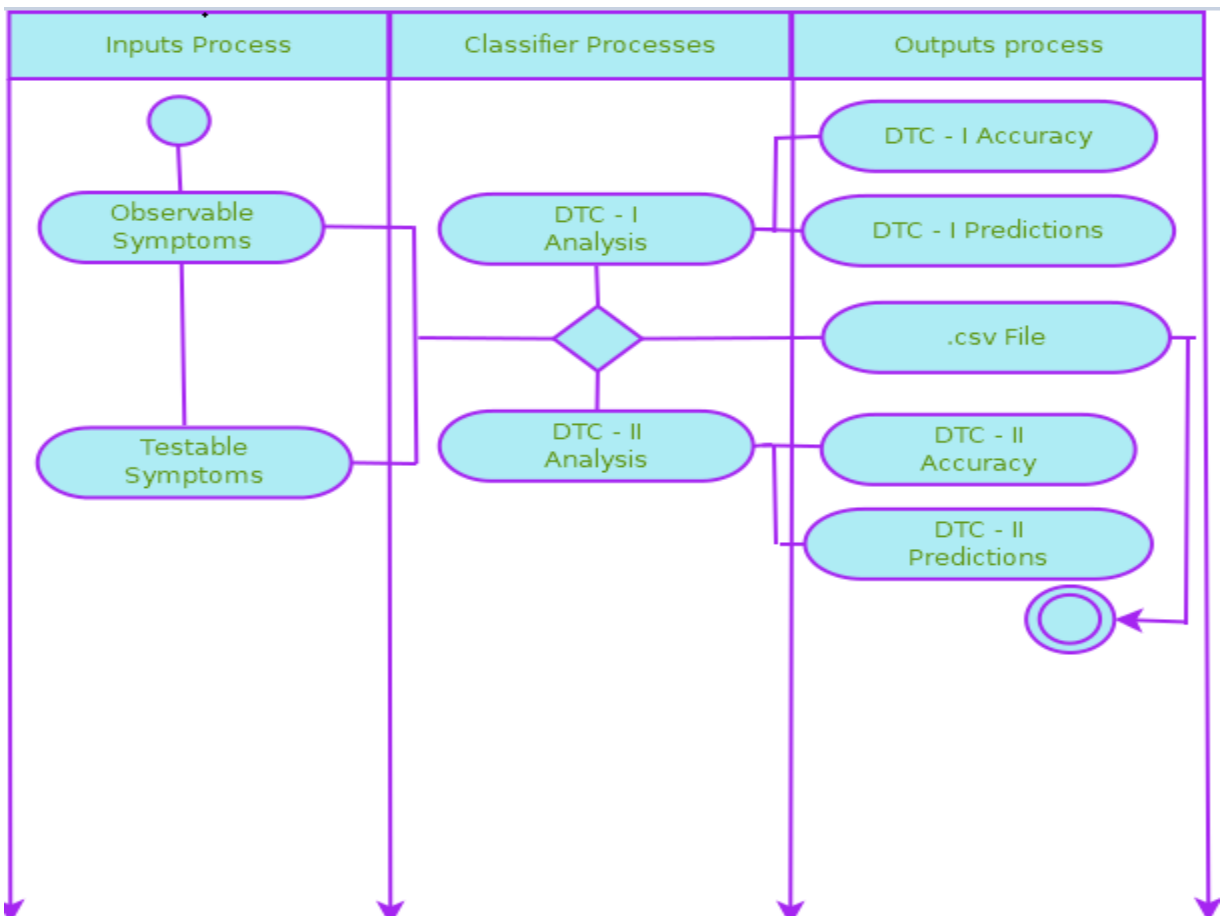 Inputs Process
Classifier Processes
Outputs process
Observable
Symptoms
Testable
Symptoms
DTC - I
Analysis
DTC - II
Analysis
DTC - I Accuracy
DTC - I Predictions
.csv File
DTC - II
Accuracy
DTC - II
Predictions